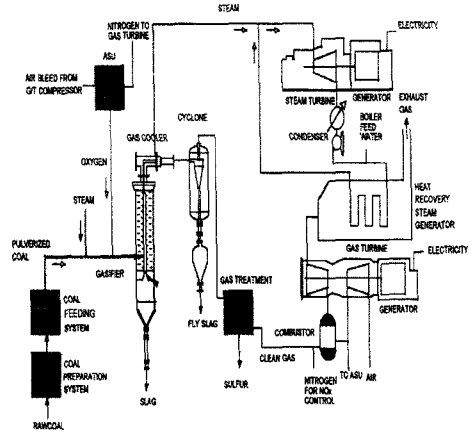 STEAM
NITROGEN TO
GAS TURBINE
ELECTRICITY
ASU
AIR BLEED FROM
G/T COMPRESSOR
STEAM TURBINE
GENERATOR
CYCLONE
EXHAUST
GAS
GAS COOLER
CONDENSER
BOILER
FEED
WATER
OXYGEN
STEAM
HEAT
RECOVERY
STEAM
GENERATOR
PULVERIZED
COAL
GAS TURBINE
ELECTRICITY
GASIFIER
GAS TREATMENT
COAL
FEEDING
SYSTEM
GENERATOR
FLY SLAG
COMBUSTOR
CLEAN GAS
COAL
PREPARATION
SYSTEM
SULFUR
TO ASU
AIR
NITROGEN
FOR NOx
CONTROL
SLAG
RAWCOAL